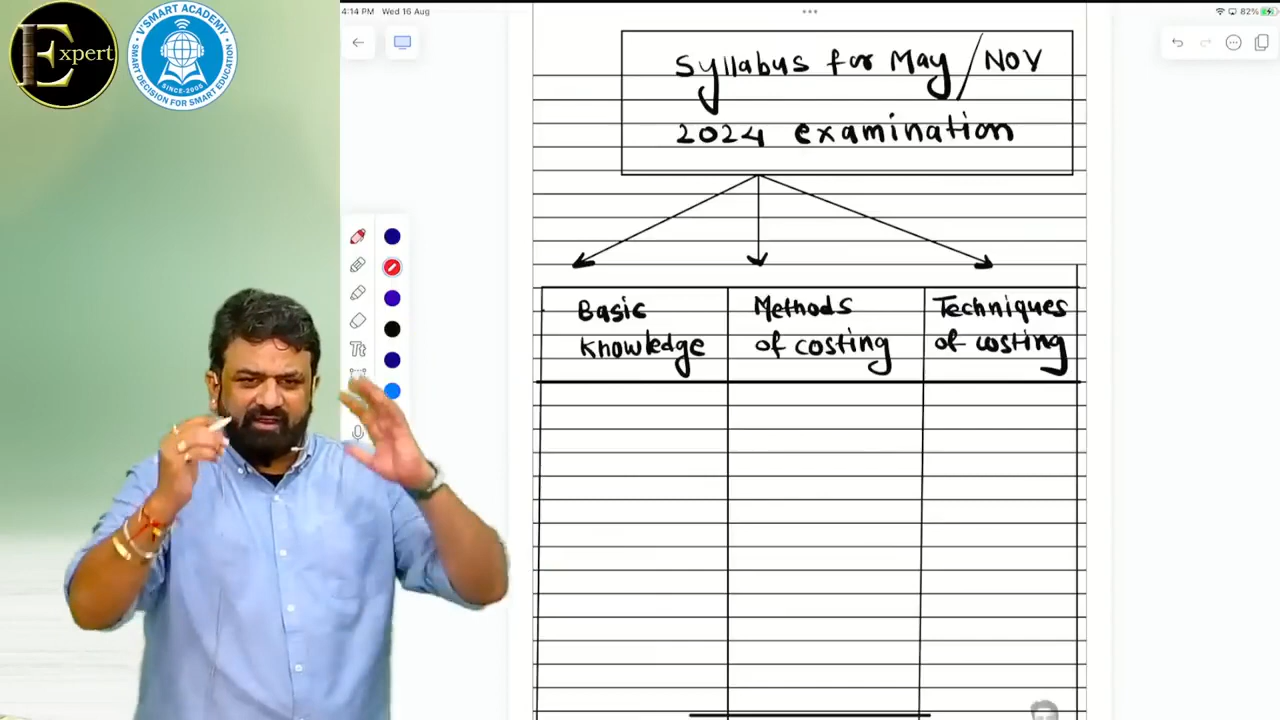 Expert
V'SMART ACADEMY
SINCE-2005
SMART DECISION FOR SMART EDUCATION
4:14 PM Wed 16 Aug
82%
Syllabus for May / NOV
2024 examination
Basic
knowledge
Methods
of costing
Techniques
of costing
Tt